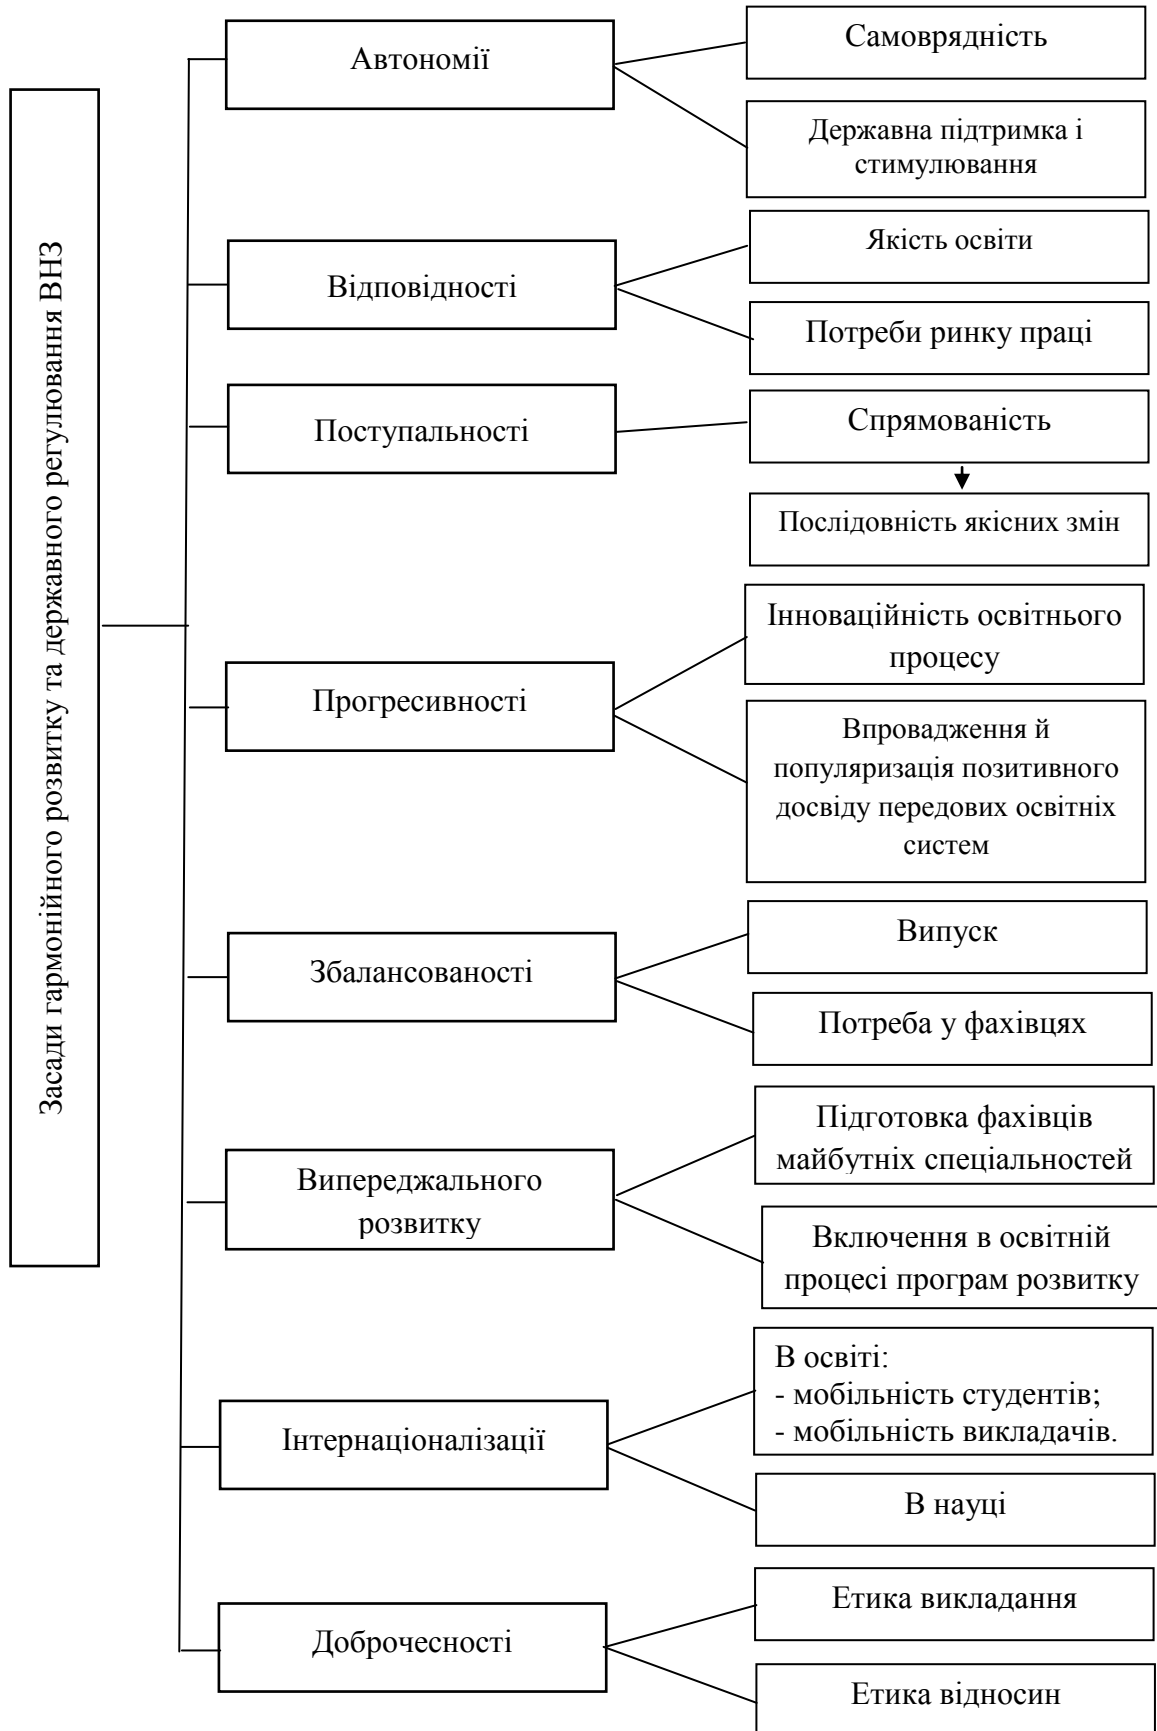 Засади гармонійного розвитку та державного регулювання ВНЗ
Автономії
Самоврядність
Державна підтримка і
стимулювання
Відповідності
Якість освіти
Потреби ринку праці
Поступальності
Спрямованість
Послідовність якісних змін
Прогресивності
Інноваційність освітнього
процесу
Впровадження й
популяризація позитивного
досвіду передових освітніх
систем
Збалансованості
Випуск
Потреба у фахівцях
Випереджального
розвитку
Підготовка фахівців
майбутніх спеціальностей
Включення в освітній
процесі програм розвитку
Інтернаціоналізації
В освіті:
- мобільність студентів;
- мобільність викладачів.
В науці
Доброчесності
Етика викладання
Етика відносин